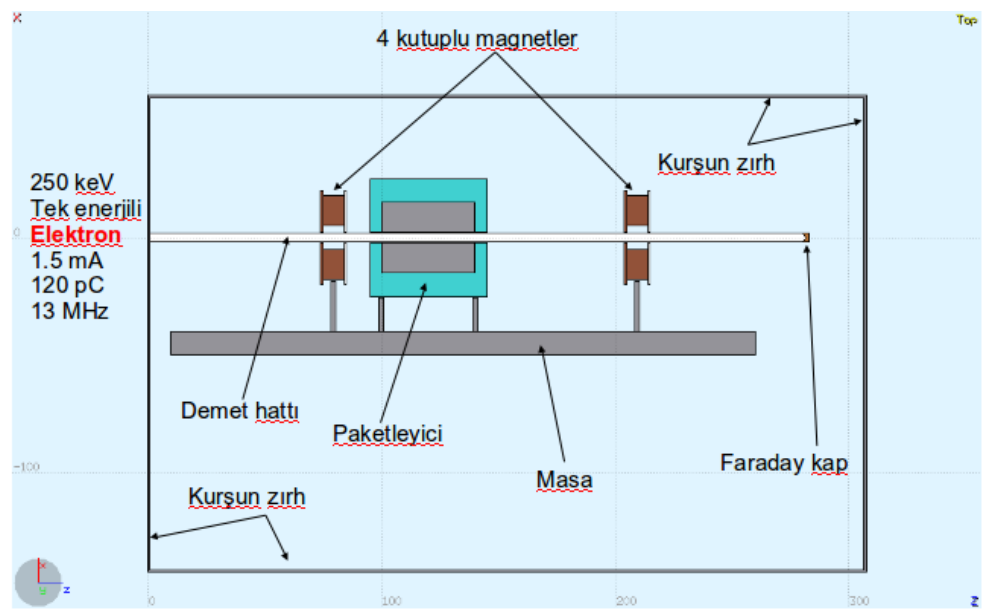 X
Top
4 kutuplu magnetler
Kurşun zırh
250 keV
Tek enerjili
Elektron
1.5 mA
120 pC
13 MHz
0
Demet hattı
Paketleyici
Masa
Faraday kap
-100
Kurşun zırh
x
y
z
0
100
200
300
Z